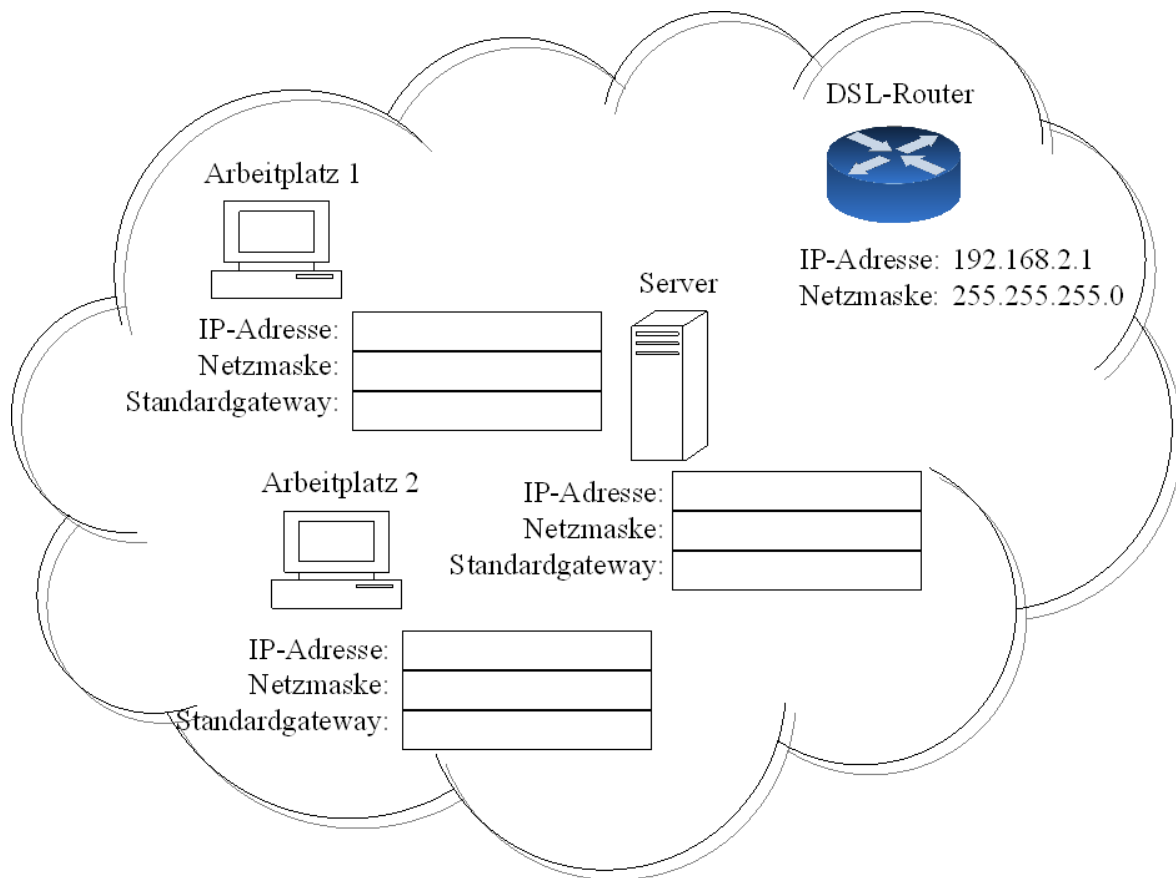 DSL-Router
IP-Adresse: 192.168.2.1
Netzmaske: 255.255.255.0
Arbeitplatz 1
IP-Adresse:
Netzmaske:
Standardgateway:
Server
IP-Adresse:
Netzmaske:
Standardgateway:
Arbeitplatz 2
IP-Adresse:
Netzmaske:
Standardgateway: